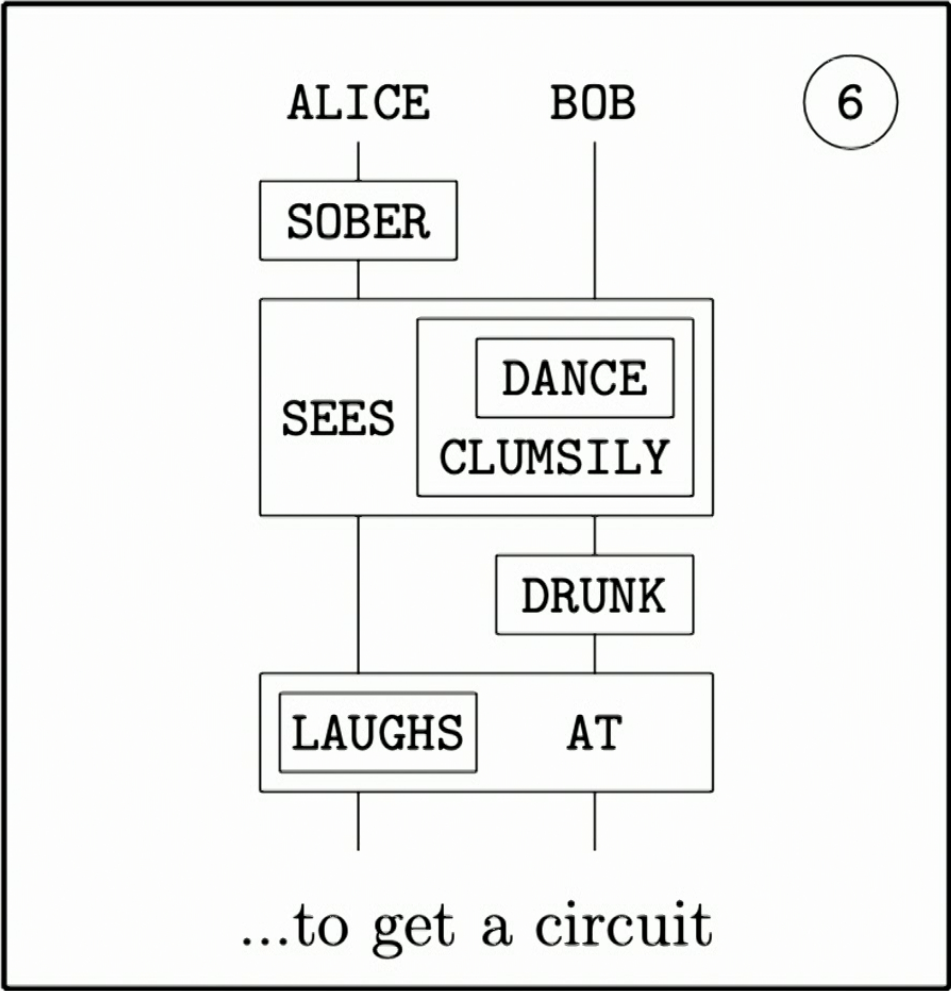 ALICE BOB 6
SOBER
DANCE
SEES
CLUMSILY
DRUNK
LAUGHS AT
...to get a circuit